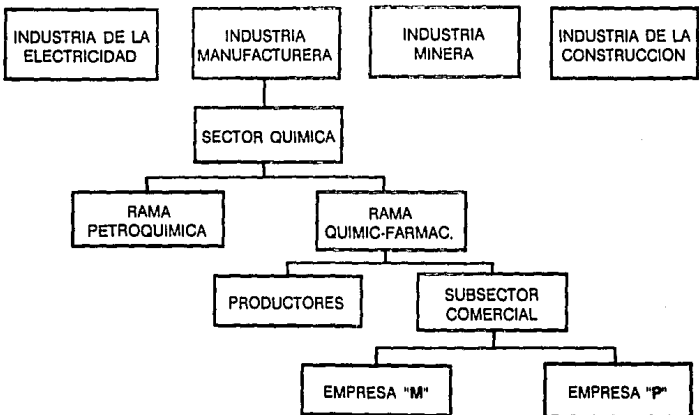 INDUSTRIA DE LA
ELECTRICIDAD
INDUSTRIA
MANUFACTURERA
INDUSTRIA
MINERA
INDUSTRIA DE LA
CONSTRUCCION
SECTOR QUIMICA
RAMA
PETROQUIMICA
RAMA
QUIMIC-FARMAC.
PRODUCTORES
SUBSECTOR
COMERCIAL
EMPRESA "M"
EMPRESA "P"